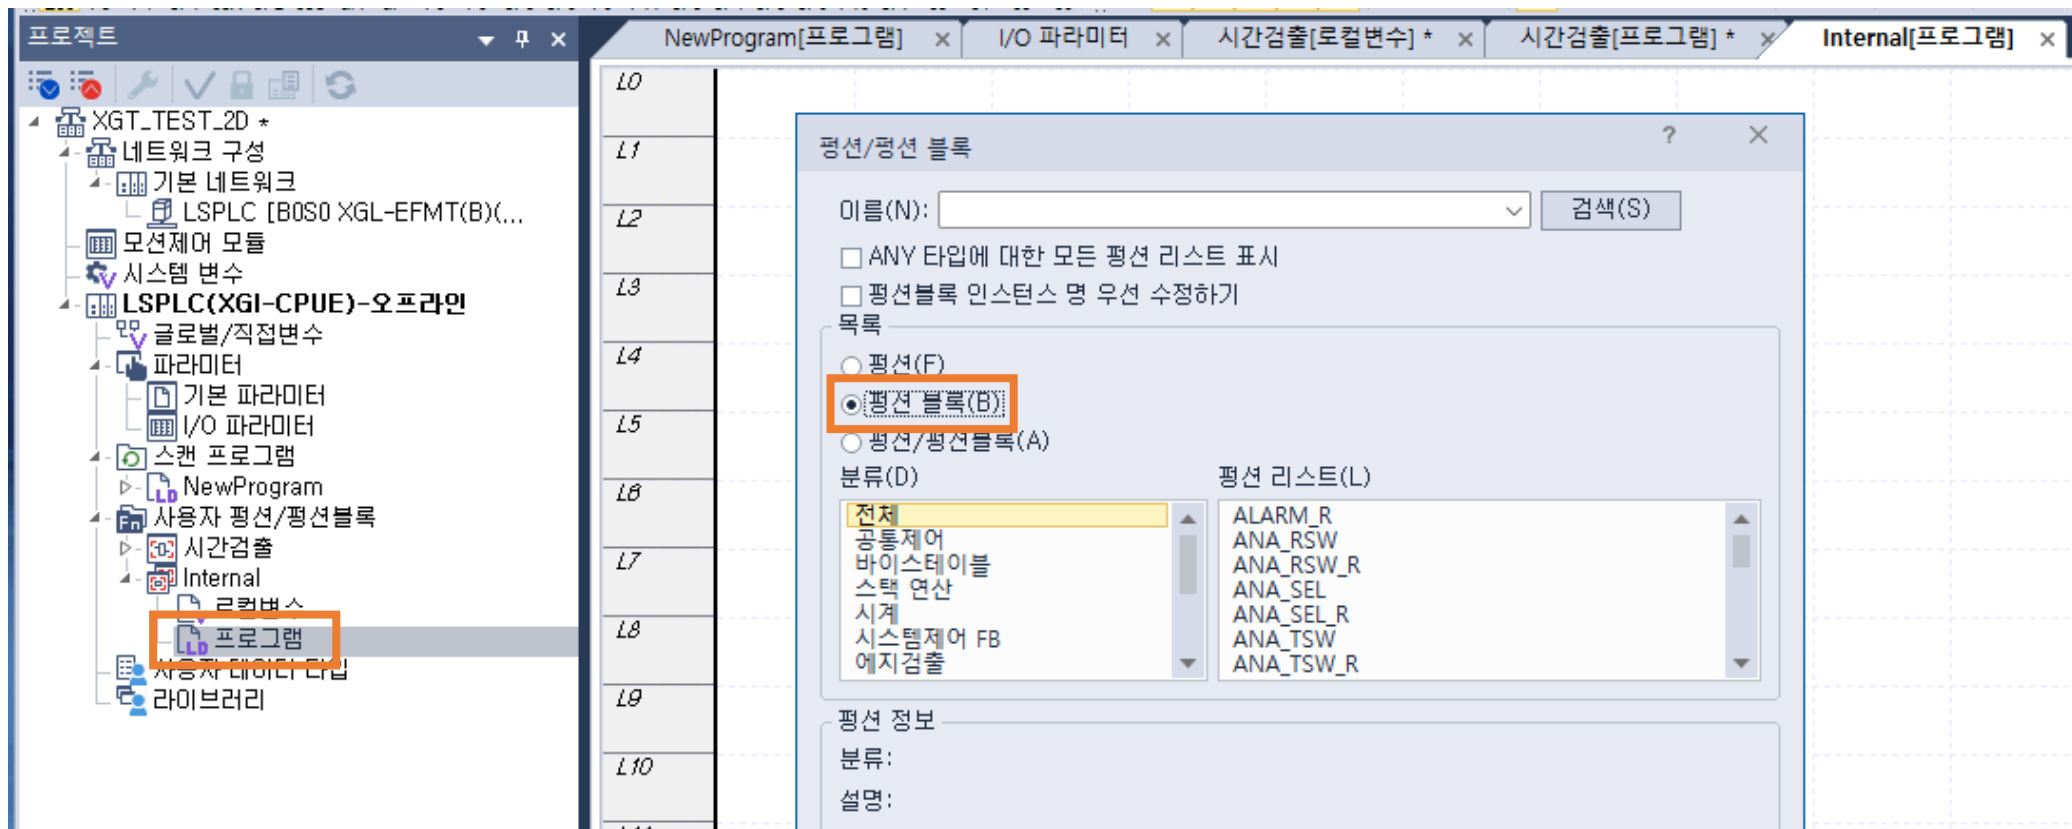 프로젝트
NewProgram[프로그램]
I/O 파라미터
시간검출[로컬변수] *
시간검출[프로그램] *
Internal[프로그램]
XGT_TEST_2D *
네트워크 구성
기본 네트워크
LSPLC [B0S0 XGL-EFMT(B)(...
모션제어 모듈
시스템 변수
LSPLC(XGI-CPUE)-오프라인
글로벌/직접변수
파라미터
기본 파라미터
I/O 파라미터
스캔 프로그램
NewProgram
사용자 펑션/펑션블록
시간검출
Internal
로컬변수
프로그램
사용자 데이터 타입
라이브러리
L0
L1
L2
L3
L4
L5
L6
L7
L8
L9
L10
펑션/펑션 블록
?
이름(N):
검색(S)
ANY 타입에 대한 모든 펑션 리스트 표시
펑션블록 인스턴스 명 우선 수정하기
목록
펑션(F)
펑션 블록(B)
펑션/펑션블록(A)
분류(D)
전체
공통제어
바이스테이블
스택 연산
시계
시스템제어 FB
에지검출
펑션 리스트(L)
ALARM_R
ANA_RSW
ANA_RSW_R
ANA_SEL
ANA_SEL_R
ANA_TSW
ANA_TSW_R
펑션 정보
분류:
설명: